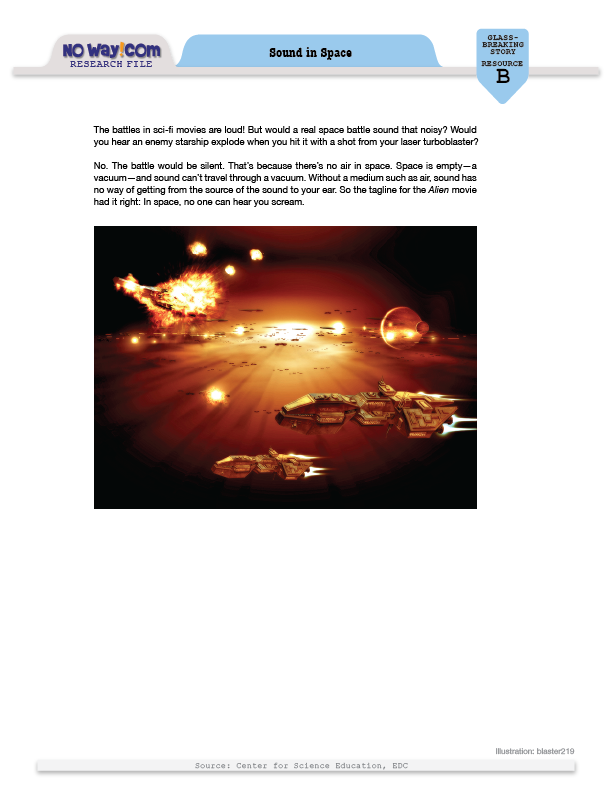 NO WAY!COM
RESEARCH FILE
Sound in Space
GLASS-
BREAKING
STORY
RESOURCE
B
The battles in sci-fi movies are loud! But would a real space battle sound that noisy? Would
you hear an enemy starship explode when you hit it with a shot from your laser turboblaster?
No. The battle would be silent. That's because there's no air in space. Space is empty—a
vacuum—and sound can't travel through a vacuum. Without a medium such as air, sound has
no way of getting from the source of the sound to your ear. So the tagline for the Alien movie
had it right: In space, no one can hear you scream.
Illustration: blaster219
Source: Center for Science Education, EDC